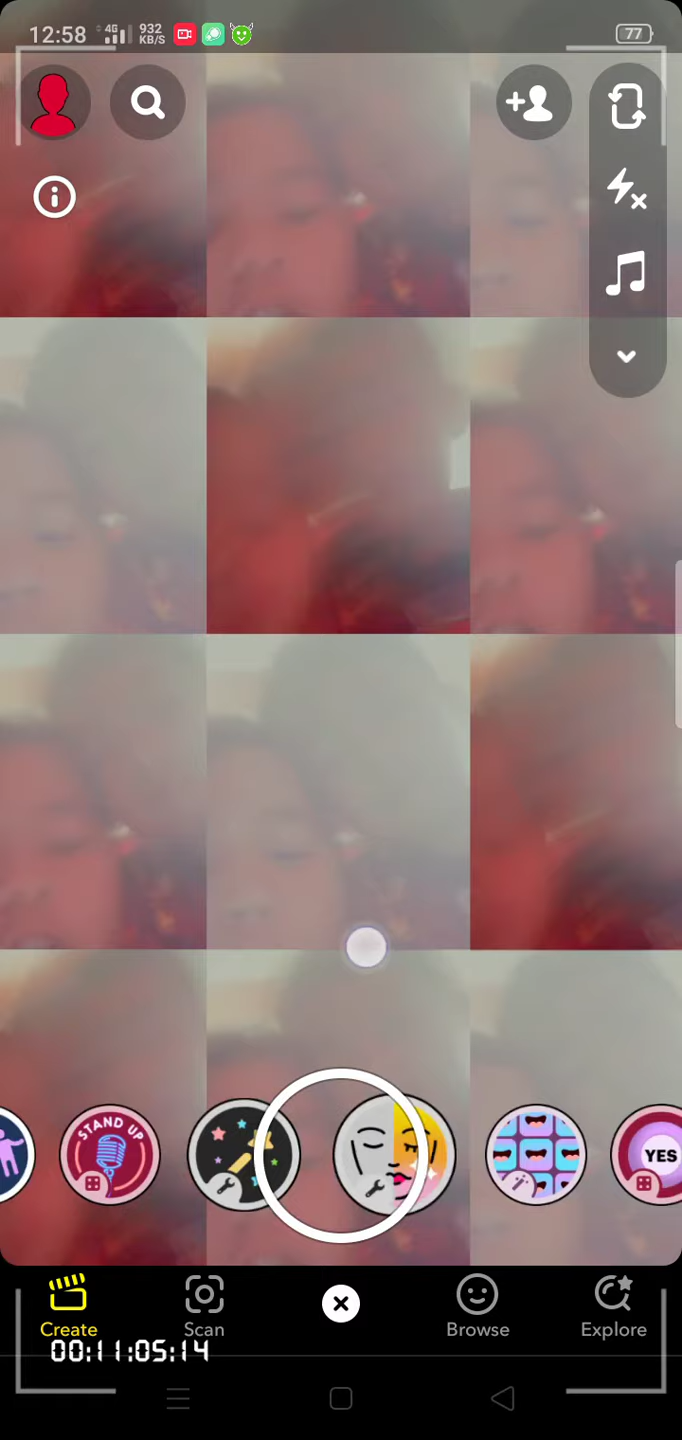 12:58 4G 932 KB/S 77
STAND UP
YES
Create Scan Browse Explore
00:11:05:14